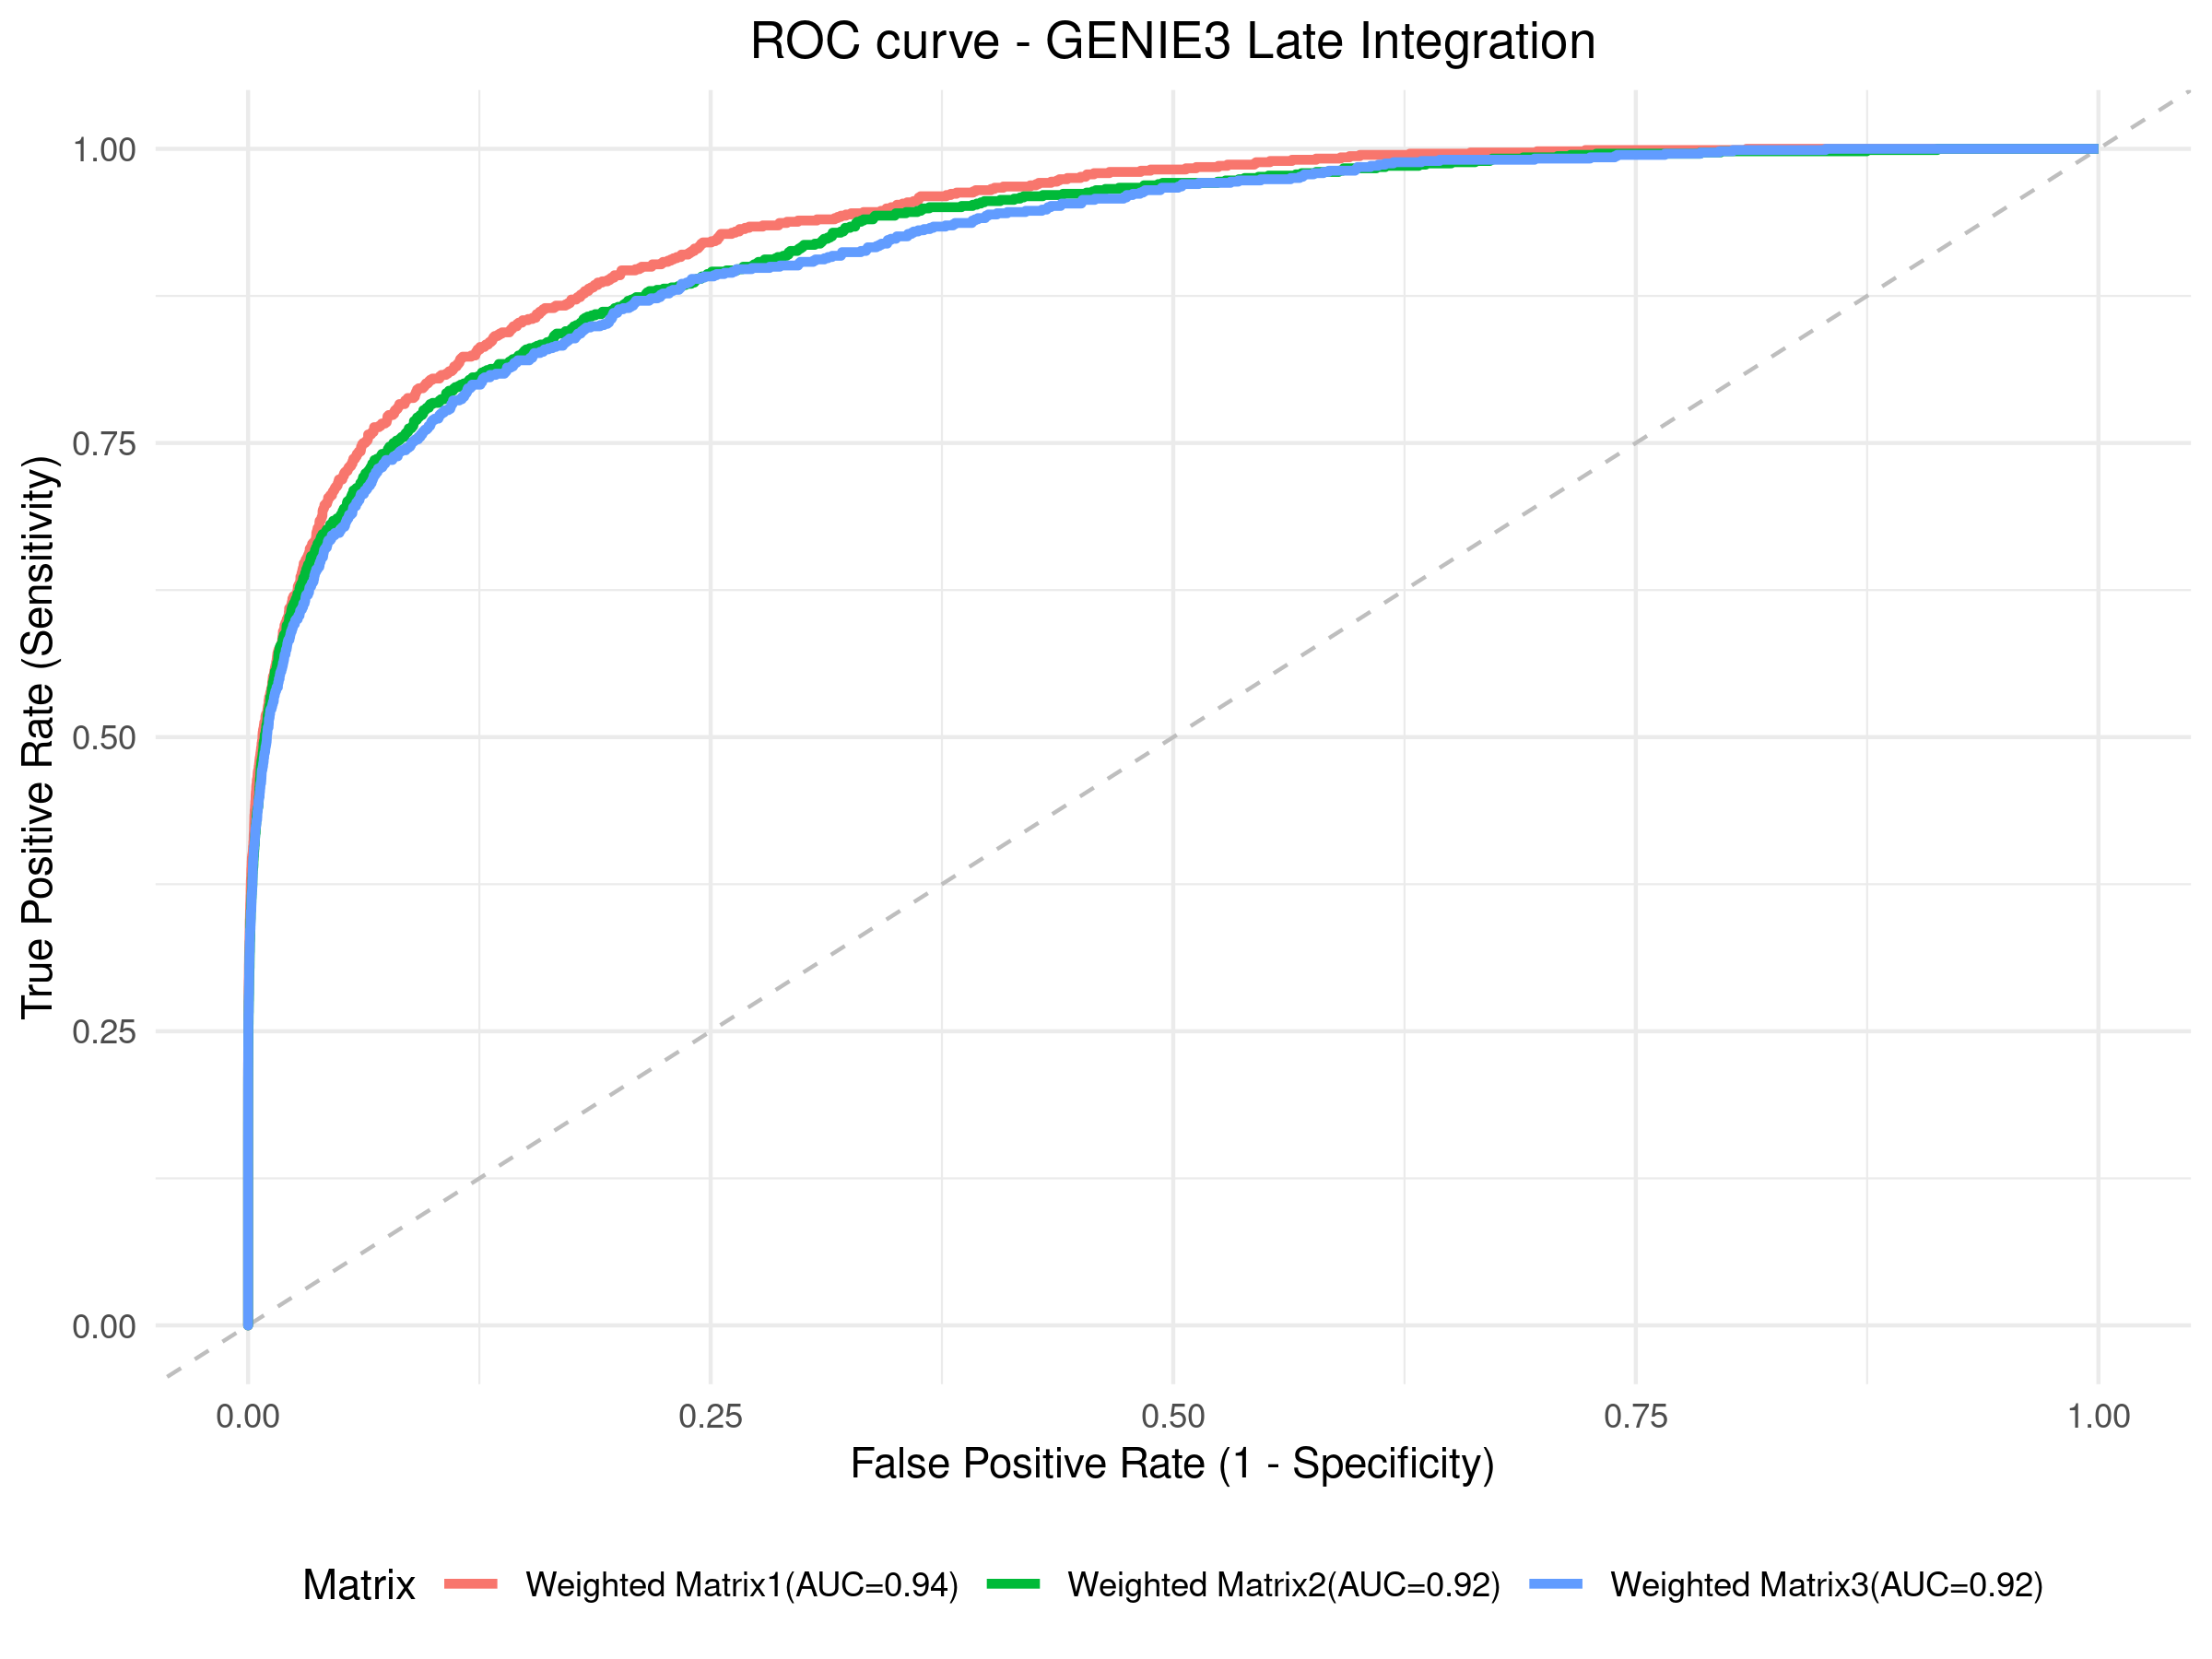 ROC curve - GENIE3 Late Integration
True Positive Rate (Sensitivity)
1.00
0.75
0.50
0.25
0.00
0.00 0.25 0.50 0.75 1.00
False Positive Rate (1 - Specificity)
Matrix Weighted Matrix1(AUC=0.94) Weighted Matrix2(AUC=0.92) Weighted Matrix3(AUC=0.92)